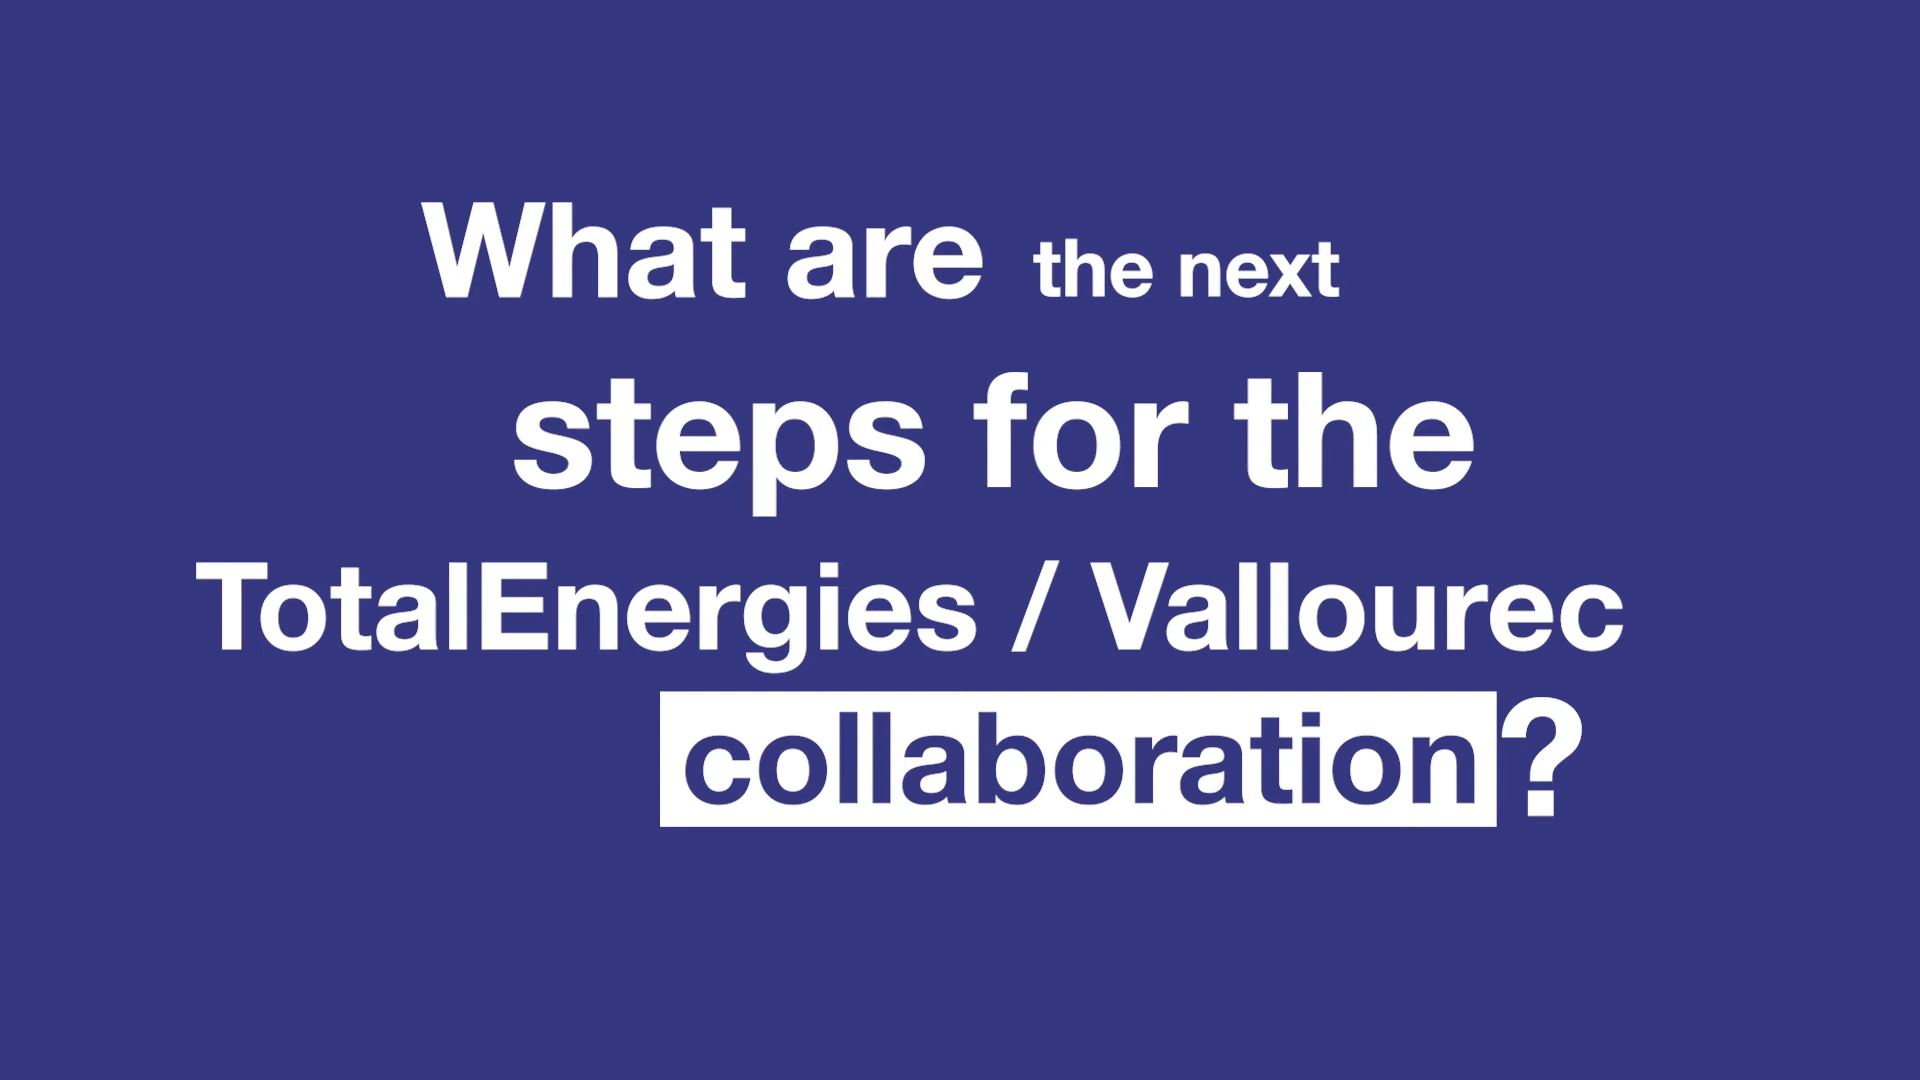 What are the next
steps for the
TotalEnergies / Vallourec
collaboration?